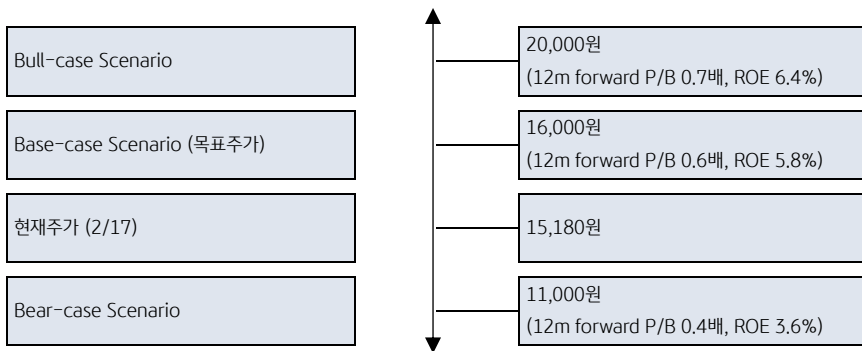 Bull-case Scenario
20,000원
(12m forward P/B 0.7배, ROE 6.4%)
Base-case Scenario (목표주가)
16,000원
(12m forward P/B 0.6배, ROE 5.8%)
현재주가 (2/17)
15,180원
Bear-case Scenario
11,000원
(12m forward P/B 0.4배, ROE 3.6%)